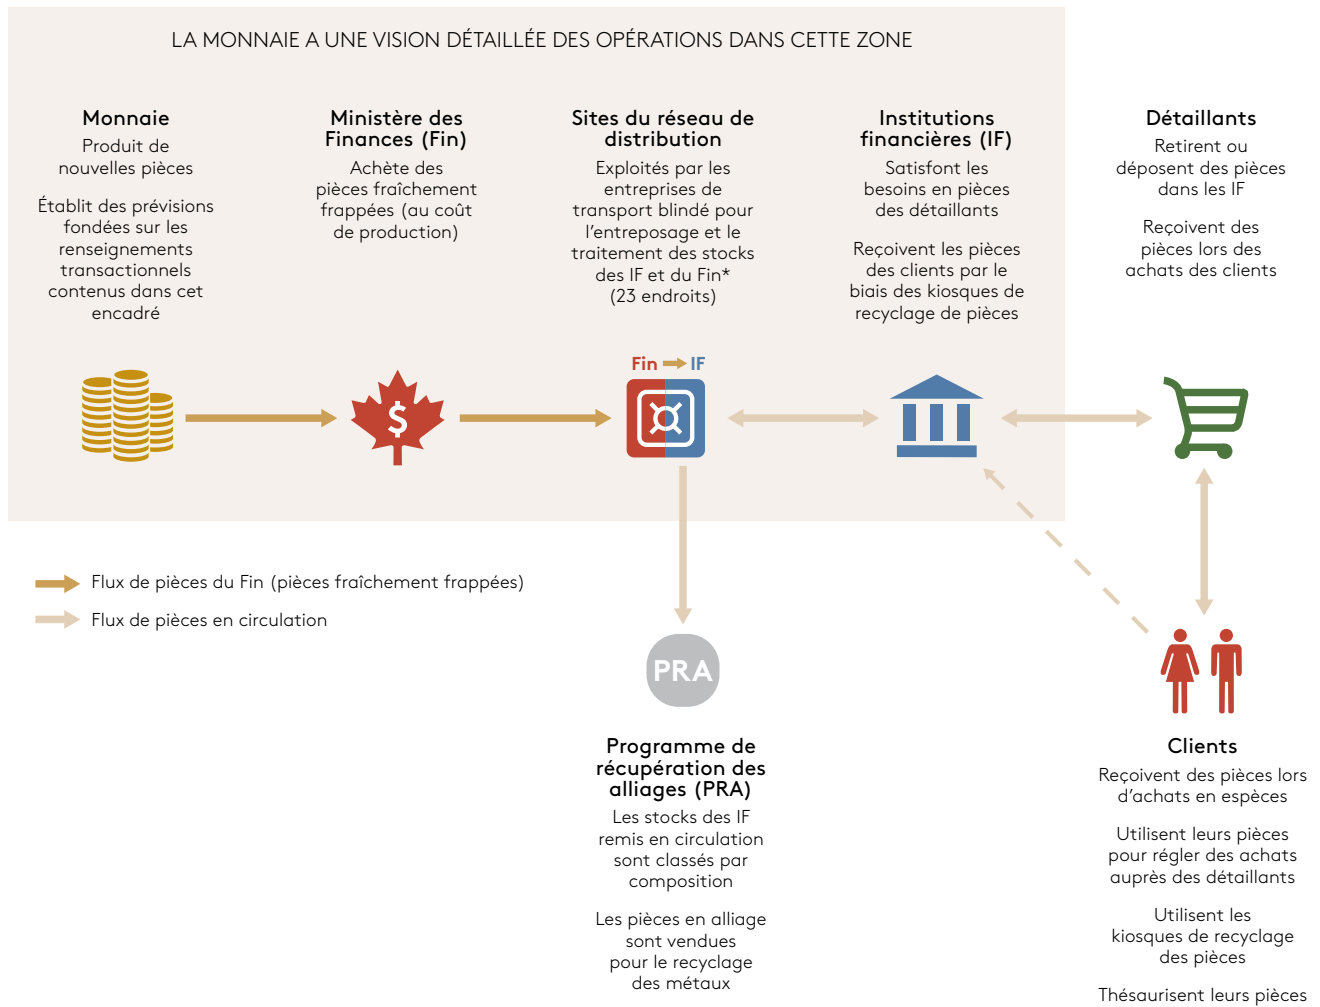 LA MONNAIE A UNE VISION DÉTAILLÉE DES OPÉRATIONS DANS CETTE ZONE
Monnaie
Produit de
nouvelles pièces
Établit des prévisions
fondées sur les
renseignements
transactionnels
contenus dans cet
encadré
Ministère des
Finances (Fin)
Achète des
pièces fraîchement
frappées (au coût
de production)
Sites du réseau de
distribution
Exploités par les
entreprises de
transport blindé pour
l'entreposage et le
traitement des stocks
des IF et du Fin*
(23 endroits)
Institutions
financières (IF)
Satisfont les
besoins en pièces
des détaillants
Reçoivent les pièces
des clients par le
biais des kiosques de
recyclage de pièces
Détaillants
Retirent ou
déposent des pièces
dans les IF
Reçoivent des
pièces lors des
achats des clients
Fin IF
$
Flux de pièces du Fin (pièces fraîchement frappées)
Flux de pièces en circulation
PRA
Programme de
récupération des
alliages (PRA)
Les stocks des IF
remis en circulation
sont classés par
composition
Les pièces en alliage
sont vendues
pour le recyclage
des métaux
Clients
Reçoivent des pièces lors
d'achats en espèces
Utilisent leurs pièces
pour régler des achats
auprès des détaillants
Utilisent les
kiosques de recyclage
des pièces
Thésaurisent leurs pièces